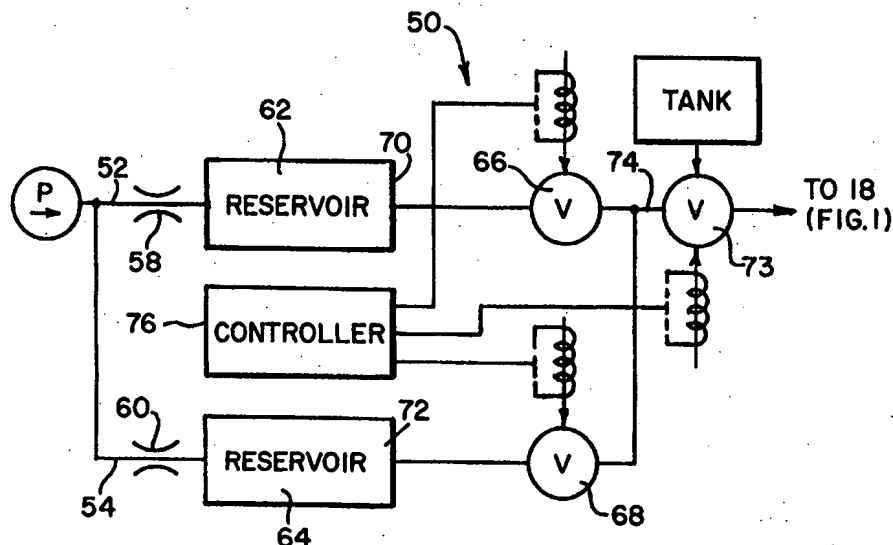 50
TANK
62
70
66
74
P
52
RESERVOIR
V
V
TO 18
(FIG.1)
58
73
76
CONTROLLER
60
72
54
RESERVOIR
V
64
68